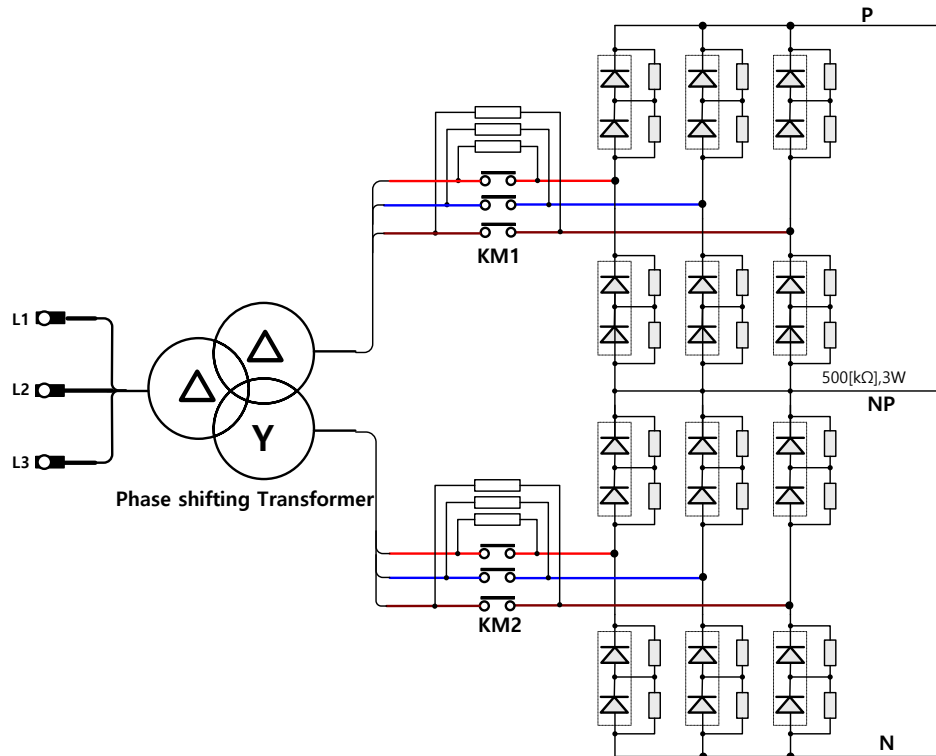 P
KM1
L1
L2
L3
Y
500[kΩ],3W
NP
Phase shifting Transformer
KM2
N